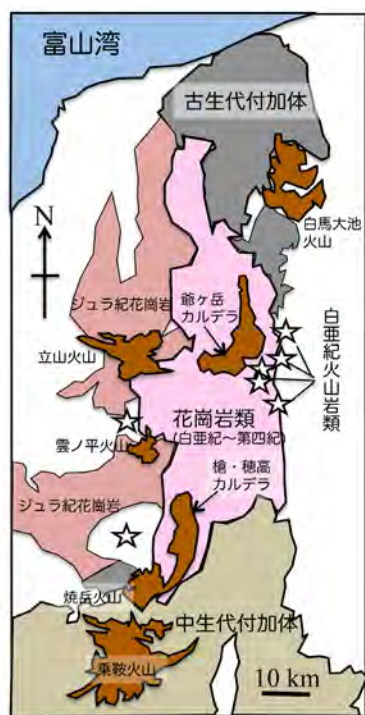 富山湾
古生代付加体
白馬大池
火山
N
ジュラ紀花崗岩
爺ヶ岳
カルデラ
立山火山
白亜紀火山岩類
花崗岩類
(白亜紀〜第四紀)
雲ノ平火山
槍・穂高
カルデラ
ジュラ紀花崗岩
焼岳火山
中生代付加体
乗鞍火山
10 km